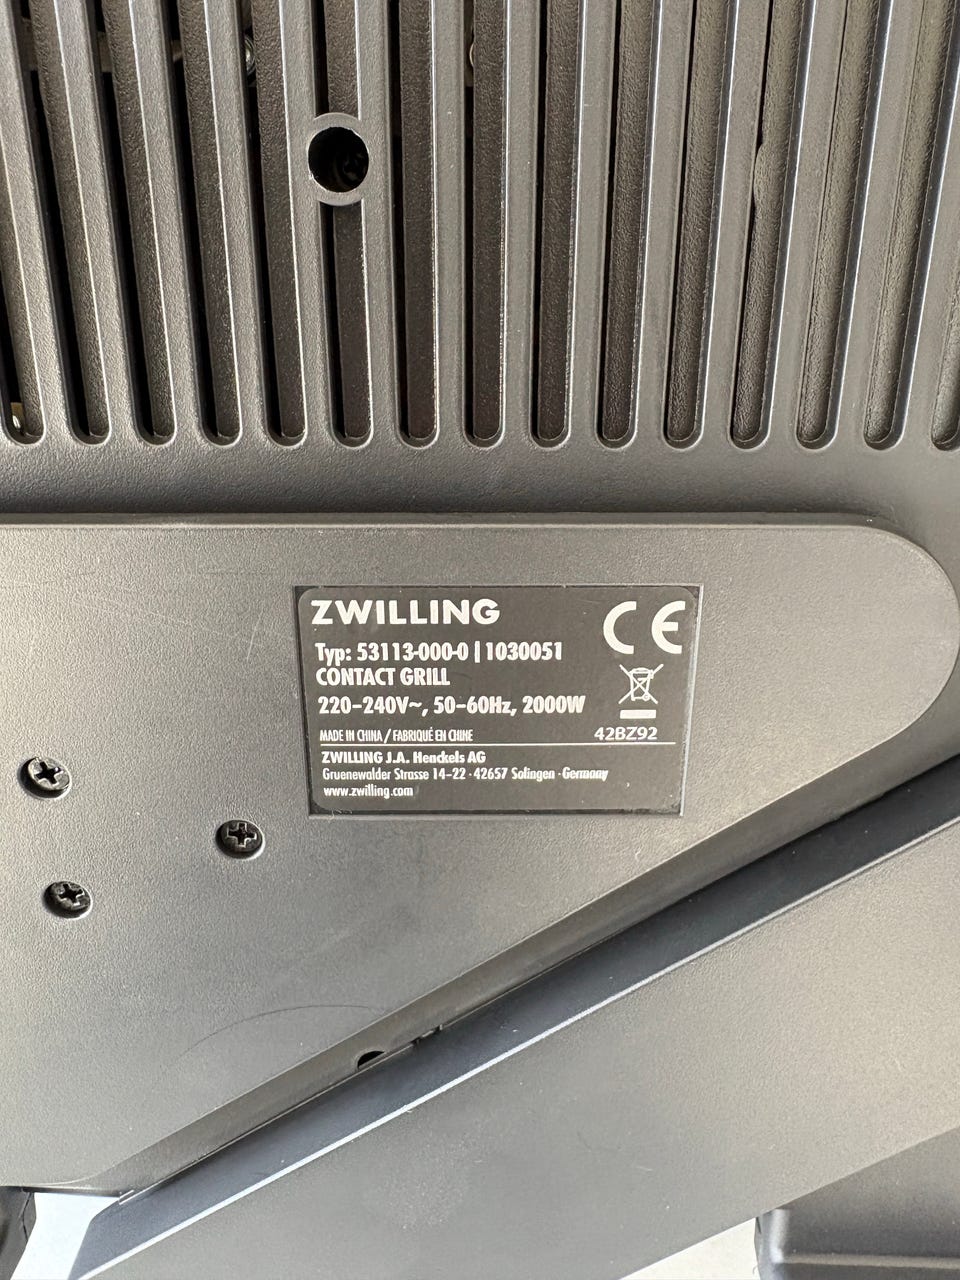 ZWILLING
CE
Typ: 53113-000-0 | 1030051
CONTACT GRILL
220-240V~, 50-60Hz, 2000W
MADE IN CHINA / FABRIQUÉ EN CHINE
42BZ92
ZWILLING J.A. Henckels AG
Gruenewalder Strasse 14-22 · 42657 Solingen · Germany
www.zwilling.com